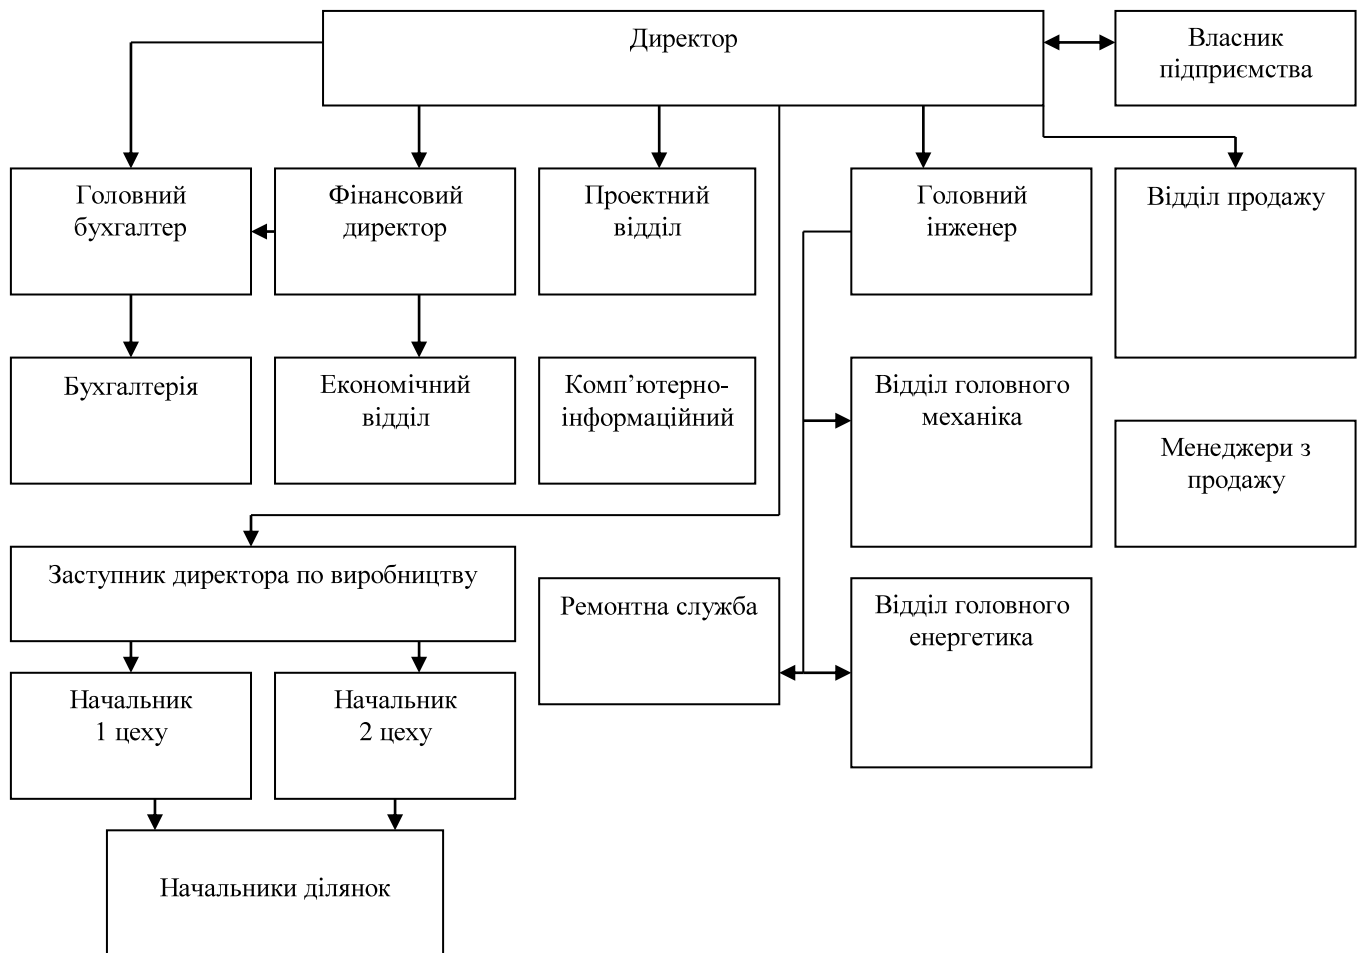 Директор
Власник
підприємства
Головний
бухгалтер
Фінансовий
директор
Проектний
відділ
Головний
інженер
Відділ продажу
Бухгалтерія
Економічний
відділ
Комп’ютерно-
інформаційний
Відділ головного
механіка
Менеджери з
продажу
Заступник директора по виробництву
Ремонтна служба
Відділ головного
енергетика
Начальник
1 цеху
Начальник
2 цеху
Начальники ділянок